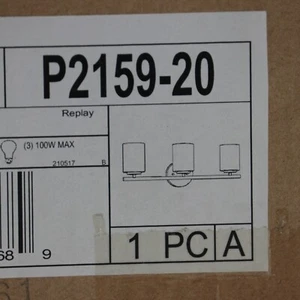 P2159-20
Replay
(3) 100W MAX
210517 B
68 9
1 PC A